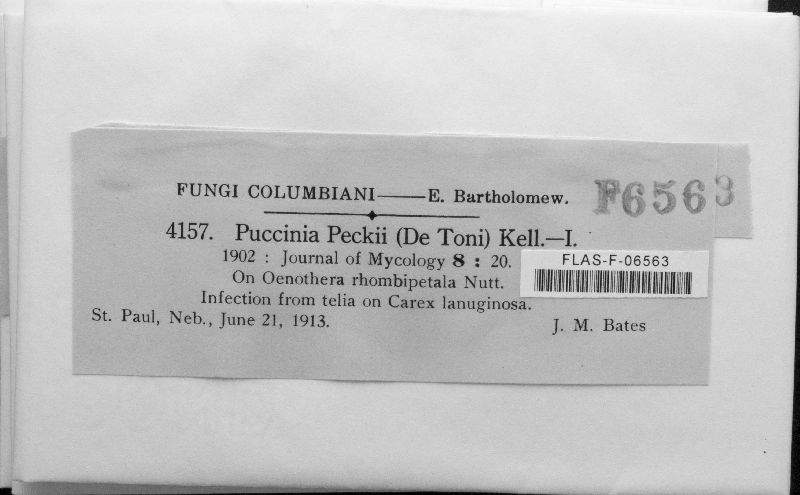 FUNGI COLUMBIANI——E. Bartholomew.
F6563
4157. Puccinia Peckii (De Toni) Kell.—I.
1902 : Journal of Mycology 8 : 20.
FLAS-F-06563
On Oenothera rhombipetala Nutt.
Infection from telia on Carex lanuginosa.
St. Paul, Neb., June 21, 1913. J. M. Bates